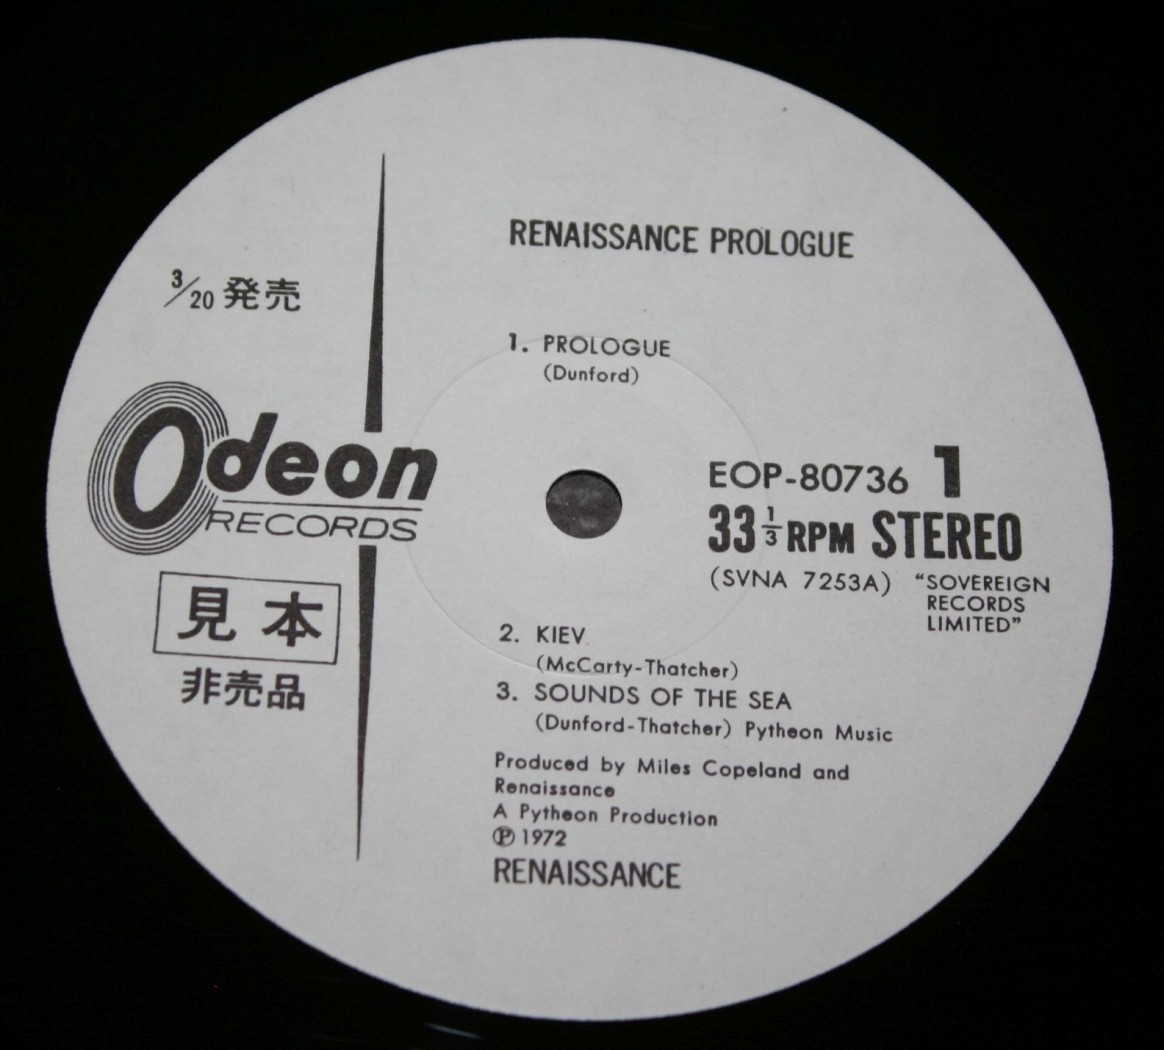 RENAISSANCE PROLOGUE
3/20 発売
1. PROLOGUE
(Dunford)
Odeon
RECORDS
EOP-80736 1
33 1/3 RPM STEREO
(SVNA 7253A) "SOVEREIGN
RECORDS
LIMITED"
見本
非売品
2. KIEV
(McCarty-Thatcher)
3. SOUNDS OF THE SEA
(Dunford-Thatcher) Pytheon Music
Produced by Miles Copeland and
Renaissance
A Pytheon Production
℗ 1972
RENAISSANCE